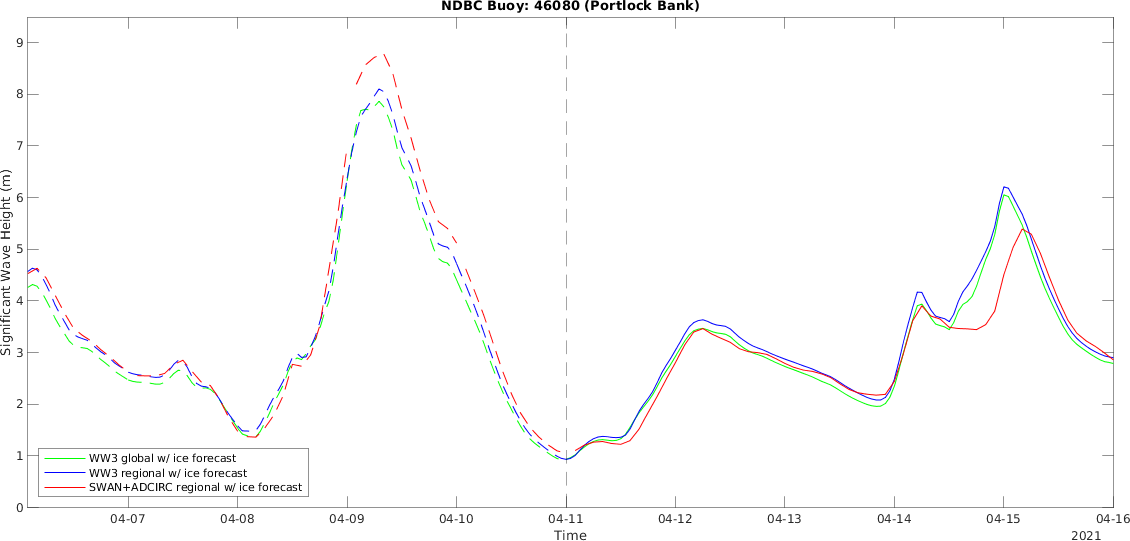 NDBC Buoy: 46080 (Portlock Bank)
Significant Wave Height (m)
9
8
7
6
5
4
3
2
1
0
WW3 global w/ ice forecast
WW3 regional w/ ice forecast
SWAN+ADCIRC regional w/ ice forecast
04-07 04-08 04-09 04-10 04-11 04-12 04-13 04-14 04-15 04-16
Time
2021